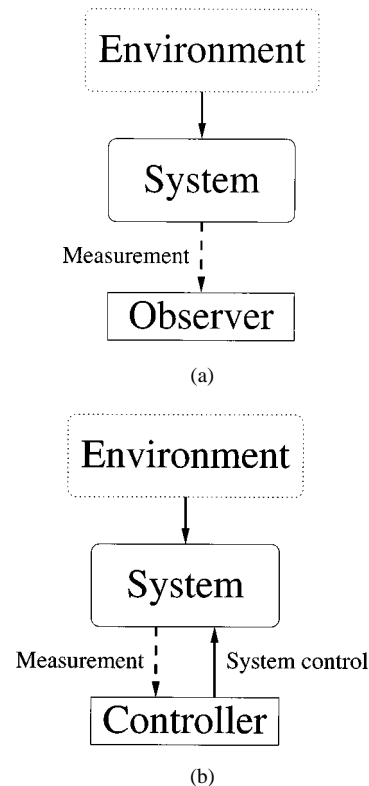 Environment
System
Measurement
Observer
(a)
Environment
System
Measurement System control
Controller
(b)